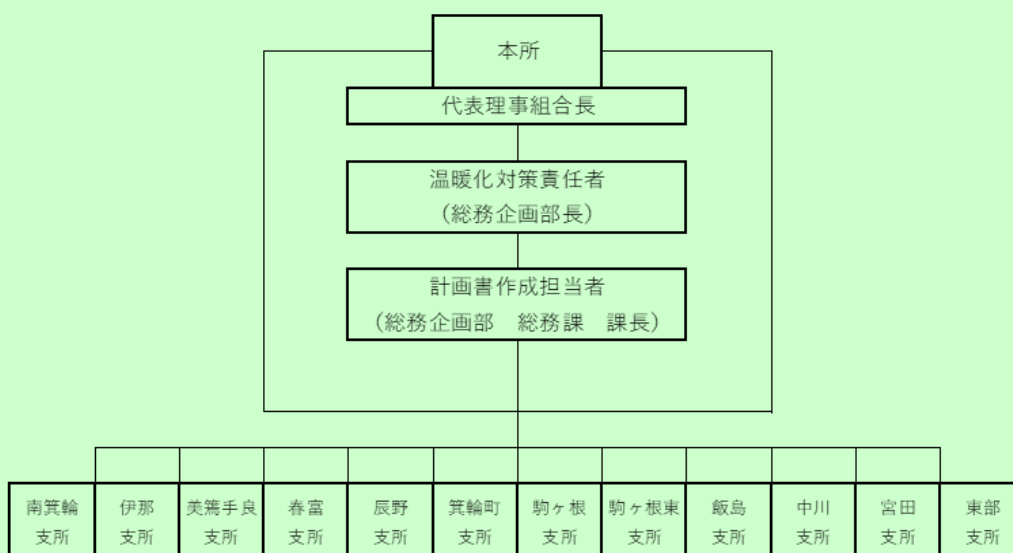 本所
代表理事組合長
温暖化対策責任者
（総務企画部長）
計画書作成担当者
（総務企画部　総務課　課長）
南箕輪
支所
伊那
支所
美篶手良
支所
春富
支所
辰野
支所
箕輪町
支所
駒ヶ根
支所
駒ヶ根東
支所
飯島
支所
中川
支所
宮田
支所
東部
支所